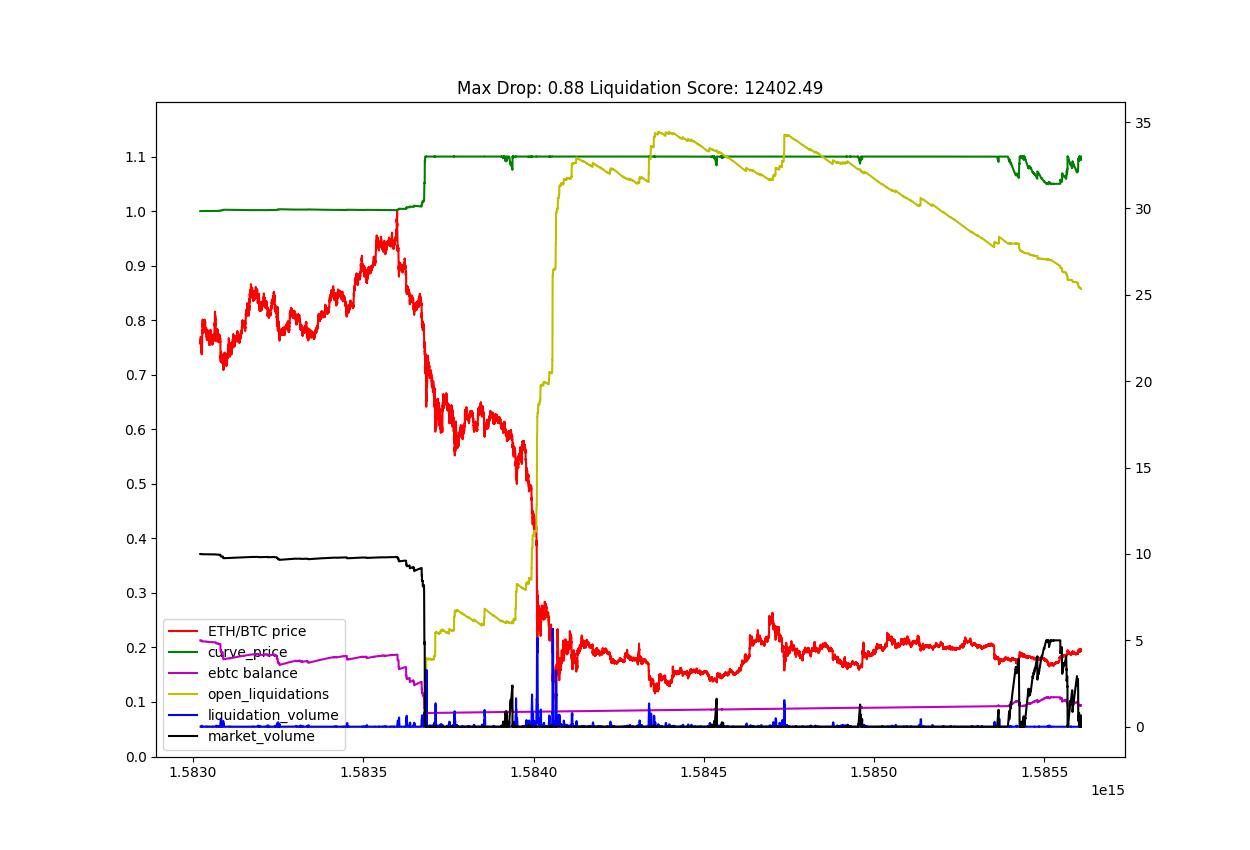 Max Drop: 0.88 Liquidation Score: 12402.49
1.1
1.0
0.9
0.8
0.7
0.6
0.5
0.4
0.3
0.2
0.1
0.0
35
30
25
20
15
10
5
0
ETH/BTC price
curve_price
ebtc balance
open_liquidations
liquidation_volume
market_volume
1.5830 1.5835 1.5840 1.5845 1.5850 1.5855
1e15